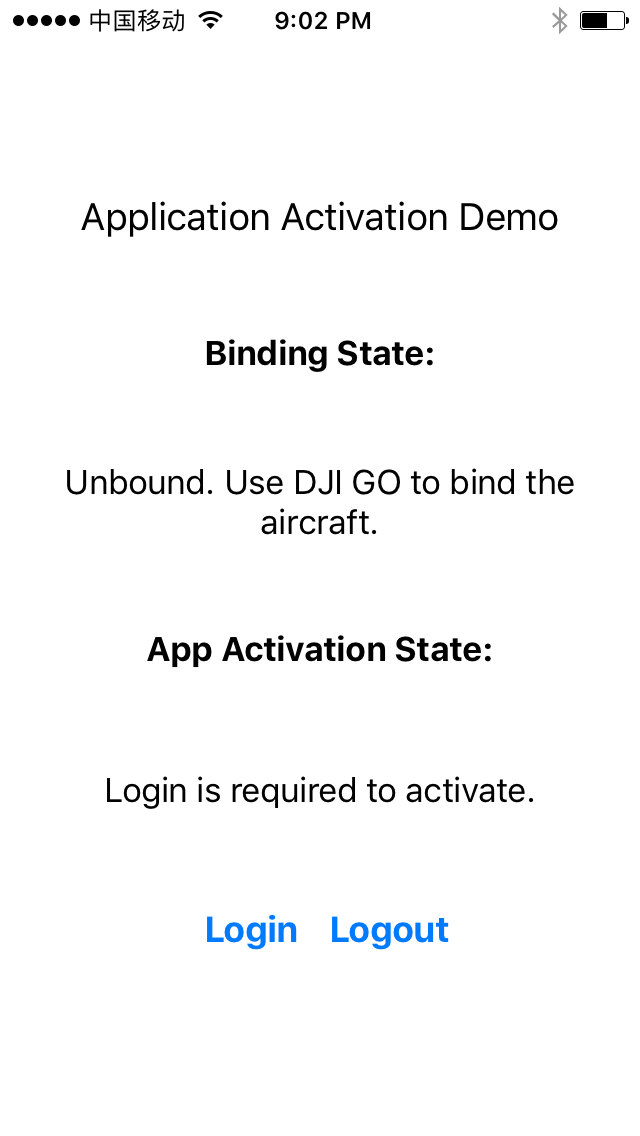 中国移动 9:02 PM
Application Activation Demo
Binding State:
Unbound. Use DJI GO to bind the
aircraft.
App Activation State:
Login is required to activate.
Login Logout